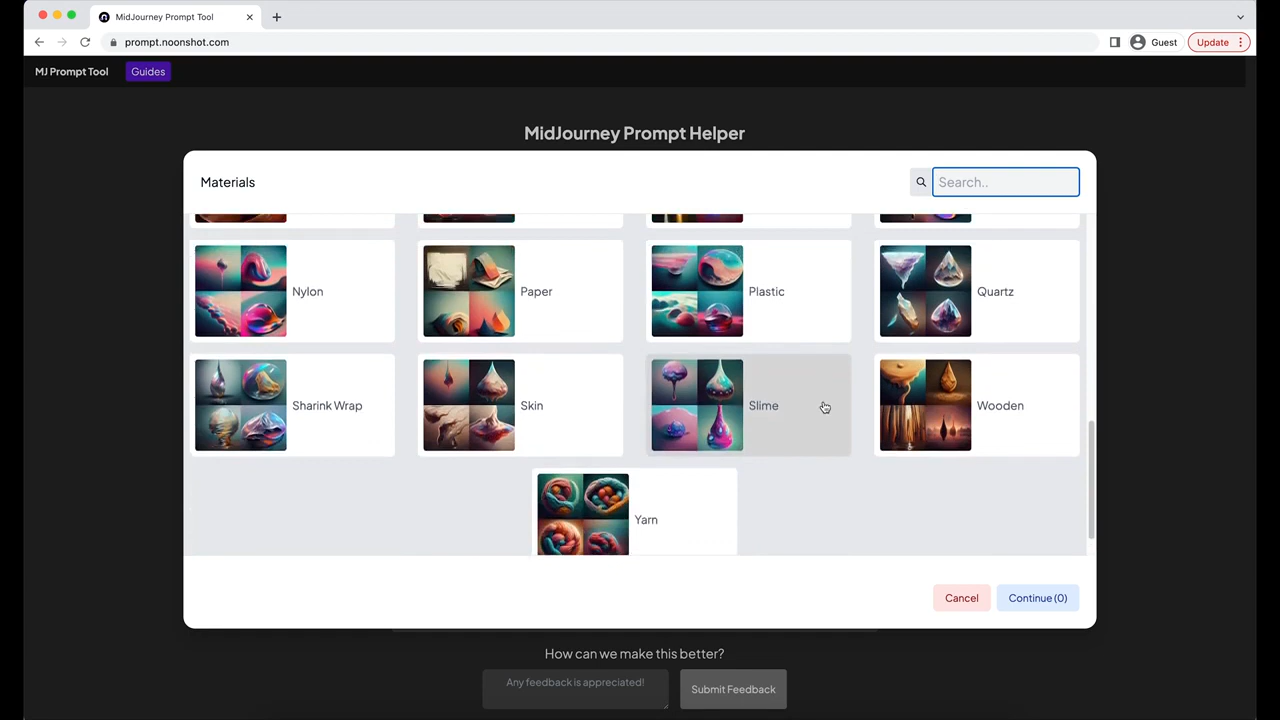 MidJourney Prompt Tool
prompt.noonshot.com
Guest
Update
MJ Prompt Tool
Guides
MidJourney Prompt Helper
Materials
Search..
Nylon
Paper
Plastic
Quartz
Sharink Wrap
Skin
Slime
Wooden
Yarn
Cancel
Continue (0)
How can we make this better?
Any feedback is appreciated!
Submit Feedback